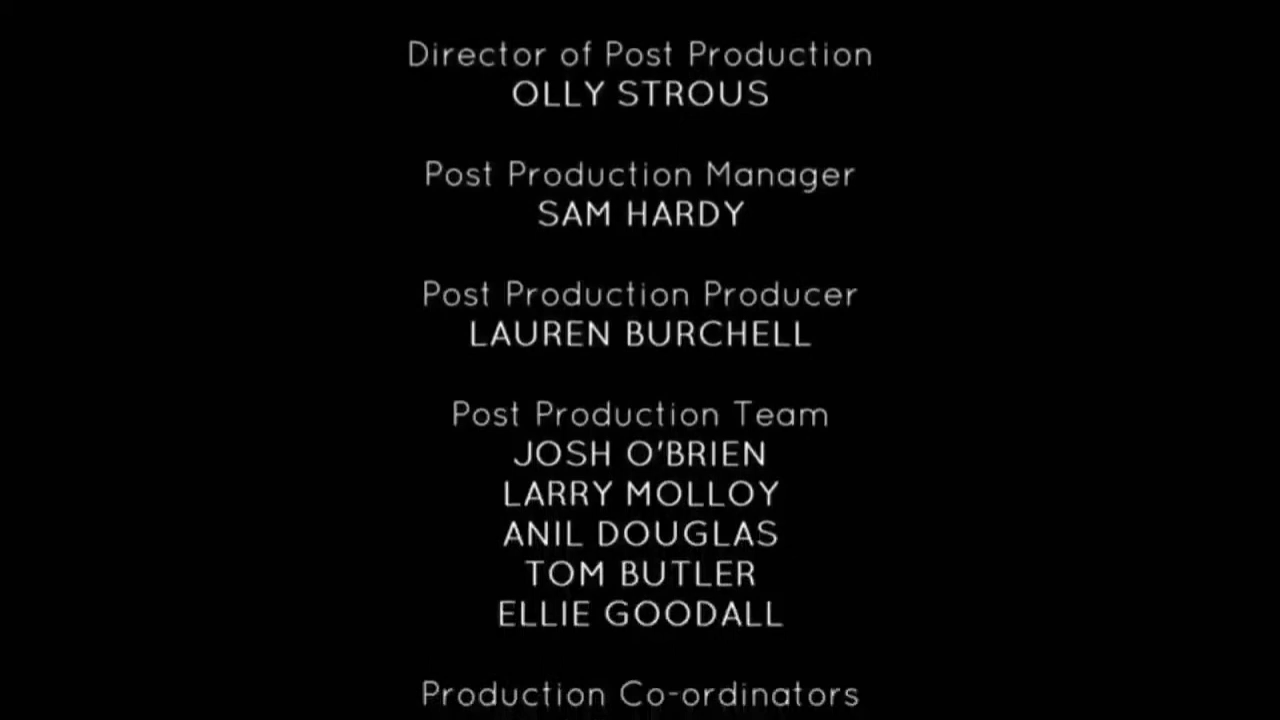 Director of Post Production
OLLY STROUS
Post Production Manager
SAM HARDY
Post Production Producer
LAUREN BURCHELL
Post Production Team
JOSH O'BRIEN
LARRY MOLLOY
ANIL DOUGLAS
TOM BUTLER
ELLIE GOODALL
Production Co-ordinators